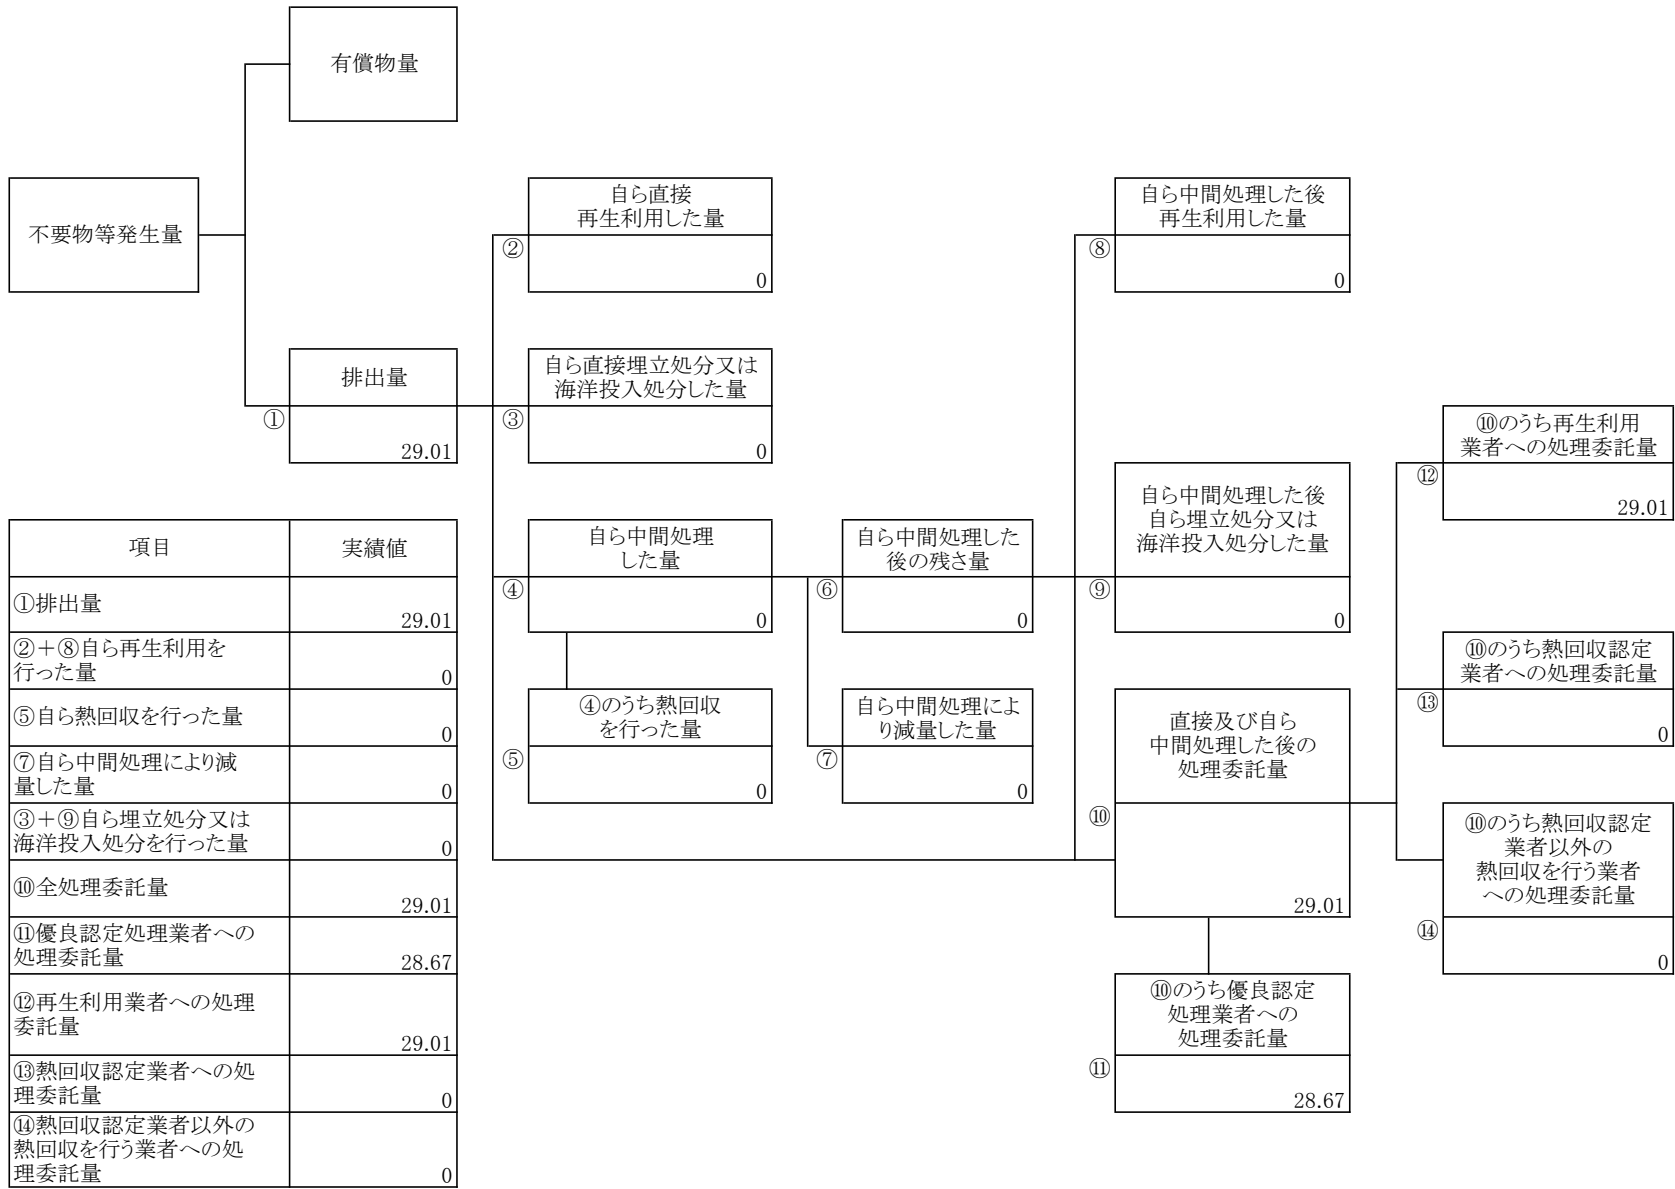 有償物量
不要物等発生量
自ら直接
再生利用した量
②
0
自ら中間処理した後
再生利用した量
⑧
0
排出量
①
29.01
自ら直接埋立処分又は
海洋投入処分した量
③
0
⑩のうち再生利用
業者への処理委託量
⑫
29.01
自ら中間処理
した量
④
0
自ら中間処理した
後の残さ量
⑥
0
自ら中間処理した後
自ら埋立処分又は
海洋投入処分した量
⑨
0
⑩のうち熱回収認定
業者への処理委託量
⑬
0
④のうち熱回収
を行った量
⑤
0
自ら中間処理によ
り減量した量
⑦
0
直接及び自ら
中間処理した後の
処理委託量
⑩
29.01
⑩のうち熱回収認定
業者以外の
熱回収を行う業者
への処理委託量
⑭
0
⑩のうち優良認定
処理業者への
処理委託量
⑪
28.67
項目 実績値
①排出量
29.01
②＋⑧自ら再生利用を
行った量
0
⑤自ら熱回収を行った量
0
⑦自ら中間処理により減
量した量
0
③＋⑨自ら埋立処分又は
海洋投入処分を行った量
0
⑩全処理委託量
29.01
⑪優良認定処理業者への
処理委託量
28.67
⑫再生利用業者への処理
委託量
29.01
⑬熱回収認定業者への処
理委託量
0
⑭熱回収認定業者以外の
熱回収を行う業者への処
理委託量
0